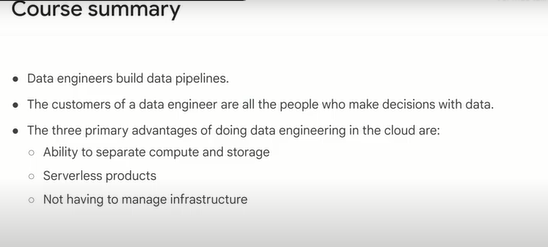 Course summary
● Data engineers build data pipelines.
● The customers of a data engineer are all the people who make decisions with data.
● The three primary advantages of doing data engineering in the cloud are:
○ Ability to separate compute and storage
○ Serverless products
○ Not having to manage infrastructure